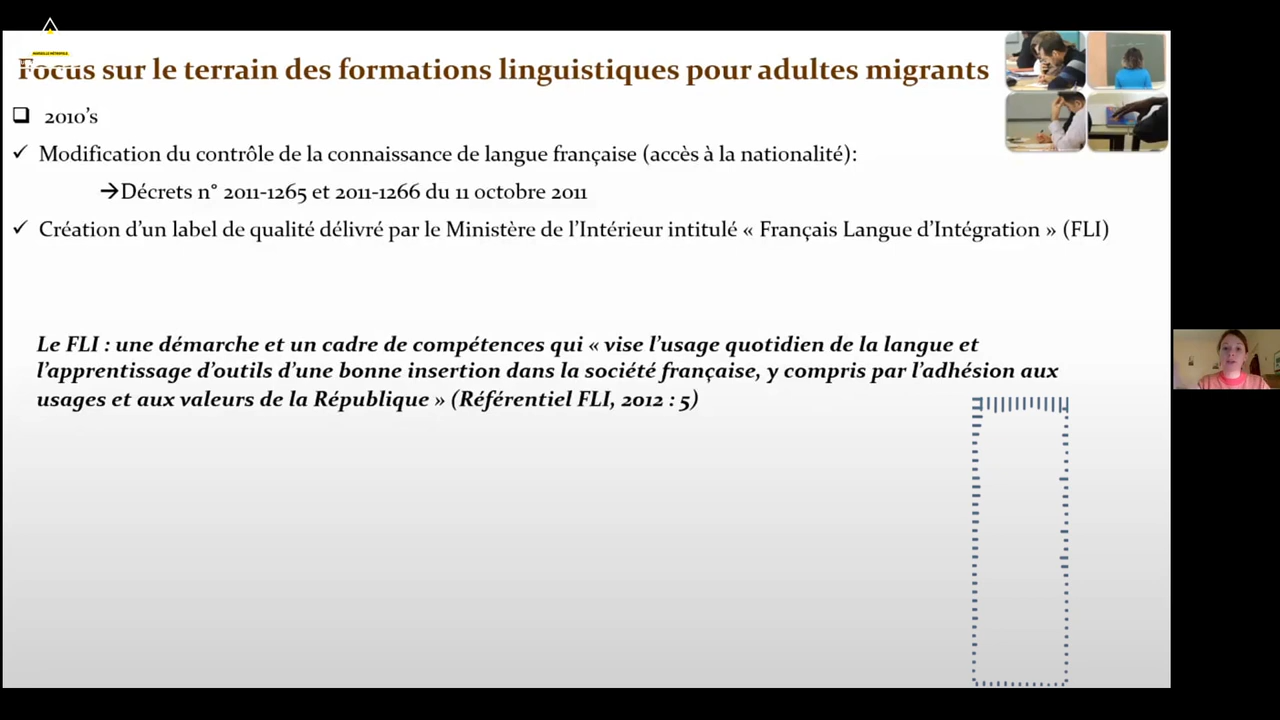 MARSEILLE MÉTROPOLE
Focus sur le terrain des formations linguistiques pour adultes migrants
2010's
Modification du contrôle de la connaissance de langue française (accès à la nationalité):
→Décrets n° 2011-1265 et 2011-1266 du 11 octobre 2011
Création d'un label de qualité délivré par le Ministère de l'Intérieur intitulé « Français Langue d'Intégration » (FLI)
Le FLI : une démarche et un cadre de compétences qui « vise l'usage quotidien de la langue et
l'apprentissage d'outils d'une bonne insertion dans la société française, y compris par l'adhésion aux
usages et aux valeurs de la République » (Référentiel FLI, 2012 : 5)